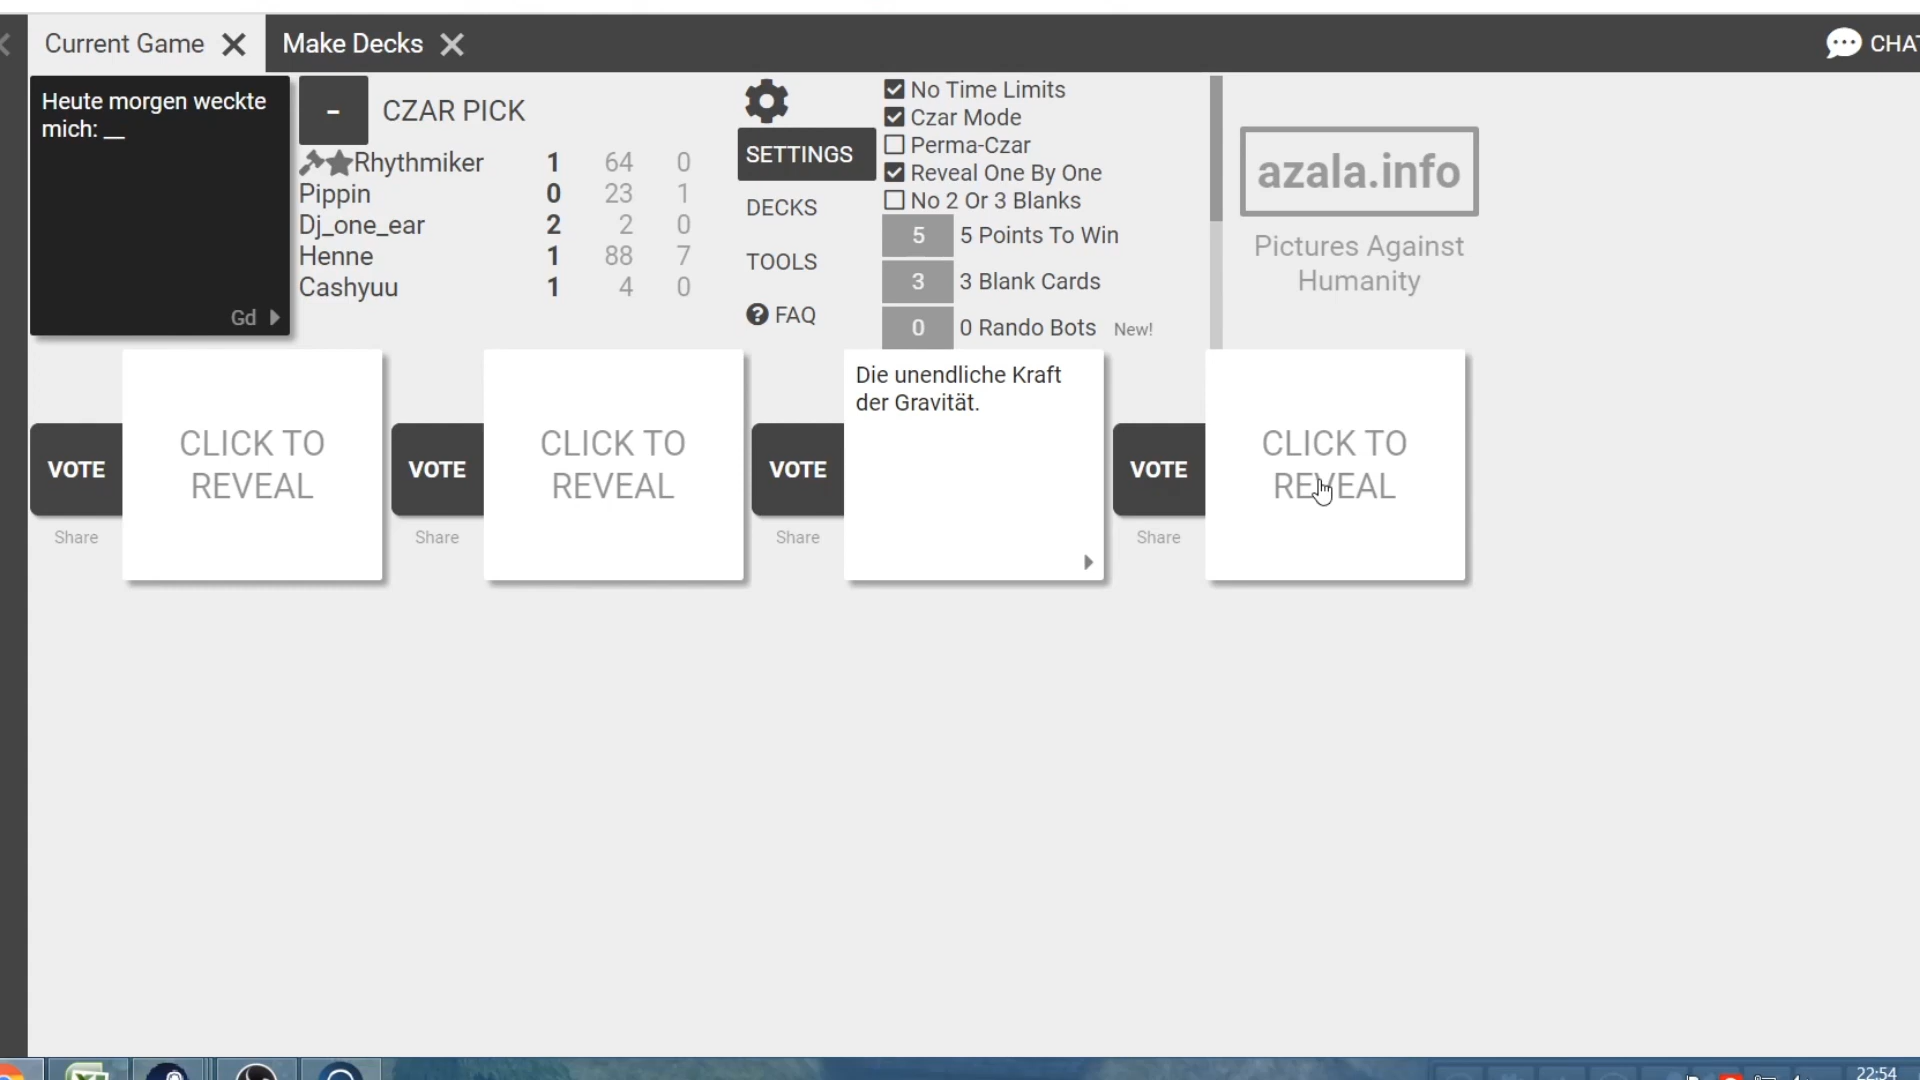 Current Game
Make Decks
CHAT
Heute morgen weckte
mich: __
Gd
-
CZAR PICK
Rhythmiker 1 64 0
Pippin 0 23 1
Dj_one_ear 2 2 0
Henne 1 88 7
Cashyuu 1 4 0
SETTINGS
DECKS
TOOLS
FAQ
No Time Limits
Czar Mode
Perma-Czar
Reveal One By One
No 2 Or 3 Blanks
5 5 Points To Win
3 3 Blank Cards
0 0 Rando Bots New!
azala.info
Pictures Against
Humanity
VOTE
Share
CLICK TO
REVEAL
VOTE
Share
CLICK TO
REVEAL
VOTE
Share
Die unendliche Kraft
der Gravität.
VOTE
Share
CLICK TO
REVEAL
22:54